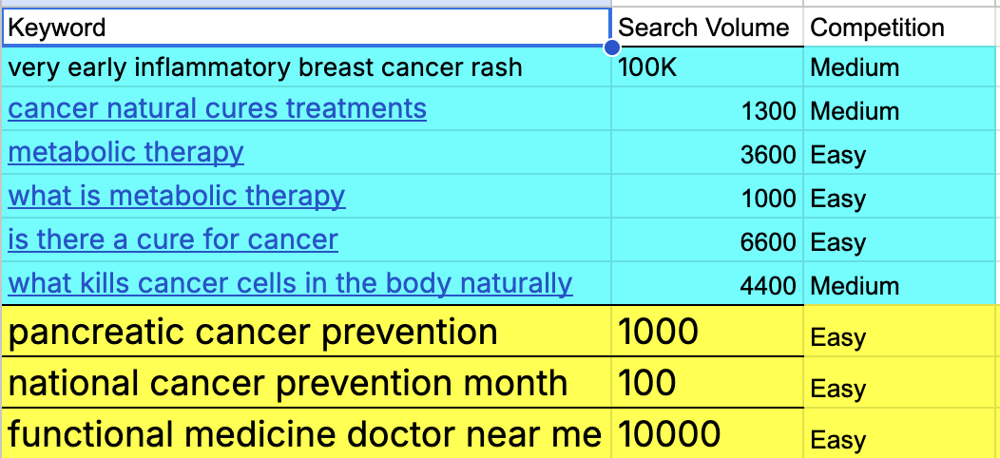 Keyword Search Volume Competition
very early inflammatory breast cancer rash 100K Medium
cancer natural cures treatments 1300 Medium
metabolic therapy 3600 Easy
what is metabolic therapy 1000 Easy
is there a cure for cancer 6600 Easy
what kills cancer cells in the body naturally 4400 Medium
pancreatic cancer prevention 1000 Easy
national cancer prevention month 100 Easy
functional medicine doctor near me 10000 Easy